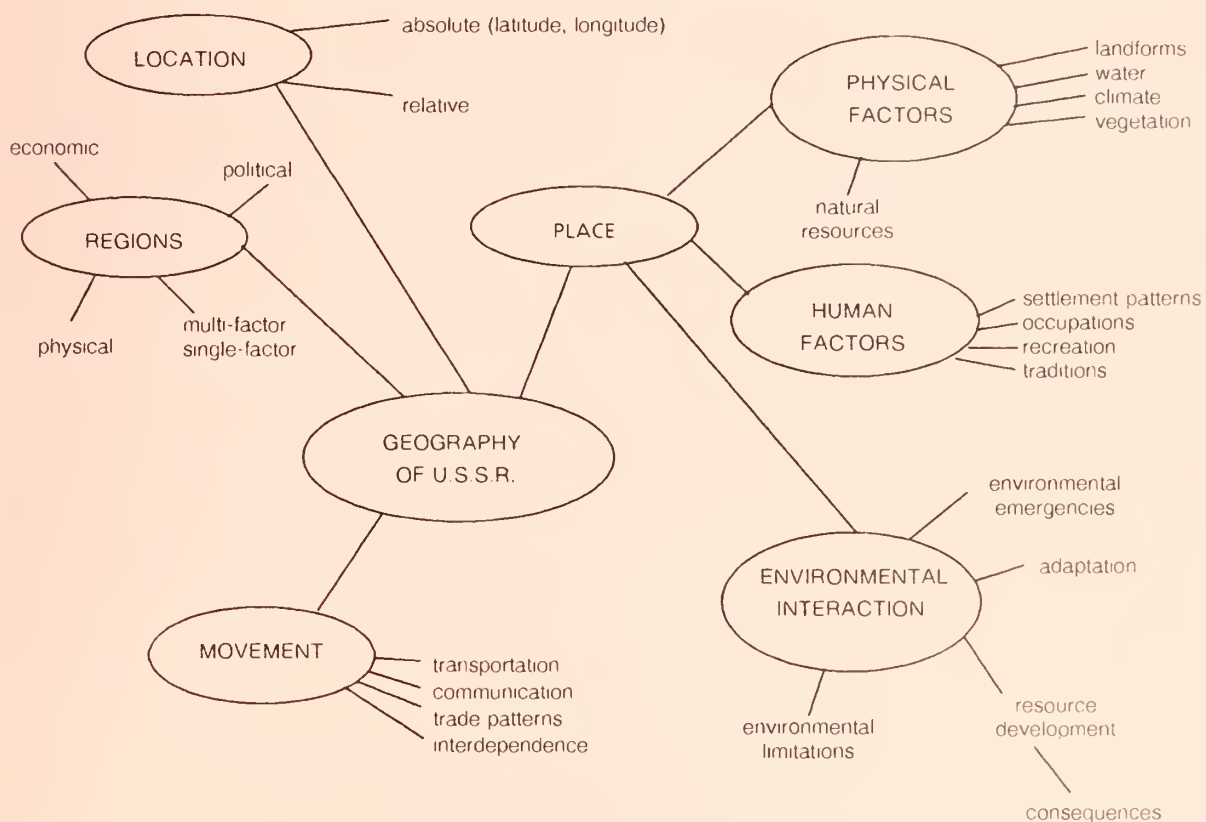 LOCATION
absolute (latitude, longitude)
relative
REGIONS
economic
political
physical
multi-factor
single-factor
PLACE
PHYSICAL
FACTORS
landforms
water
climate
vegetation
natural
resources
HUMAN
FACTORS
settlement patterns
occupations
recreation
traditions
GEOGRAPHY
OF U.S.S.R.
ENVIRONMENTAL
INTERACTION
environmental
emergencies
adaptation
resource
development
consequences
environmental
limitations
MOVEMENT
transportation
communication
trade patterns
interdependence